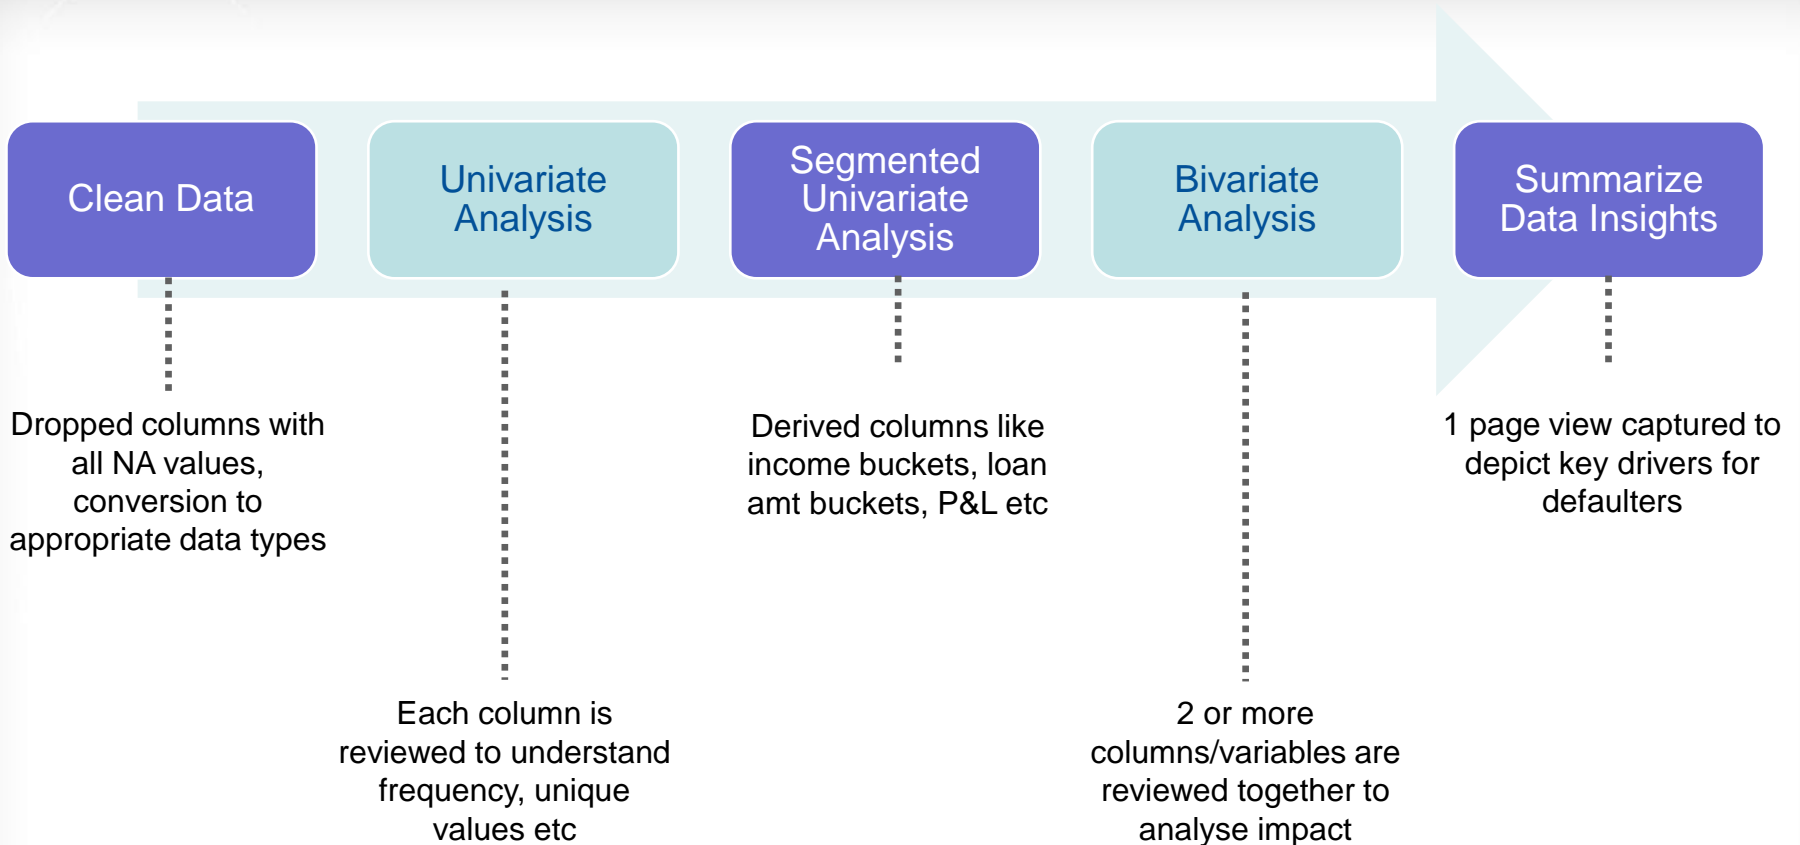 Clean Data
Univariate
Analysis
Segmented
Univariate
Analysis
Bivariate
Analysis
Summarize
Data Insights
Dropped columns with
all NA values,
conversion to
appropriate data types
Each column is
reviewed to understand
frequency, unique
values etc
Derived columns like
income buckets, loan
amt buckets, P&L etc
2 or more
columns/variables are
reviewed together to
analyse impact
1 page view captured to
depict key drivers for
defaulters